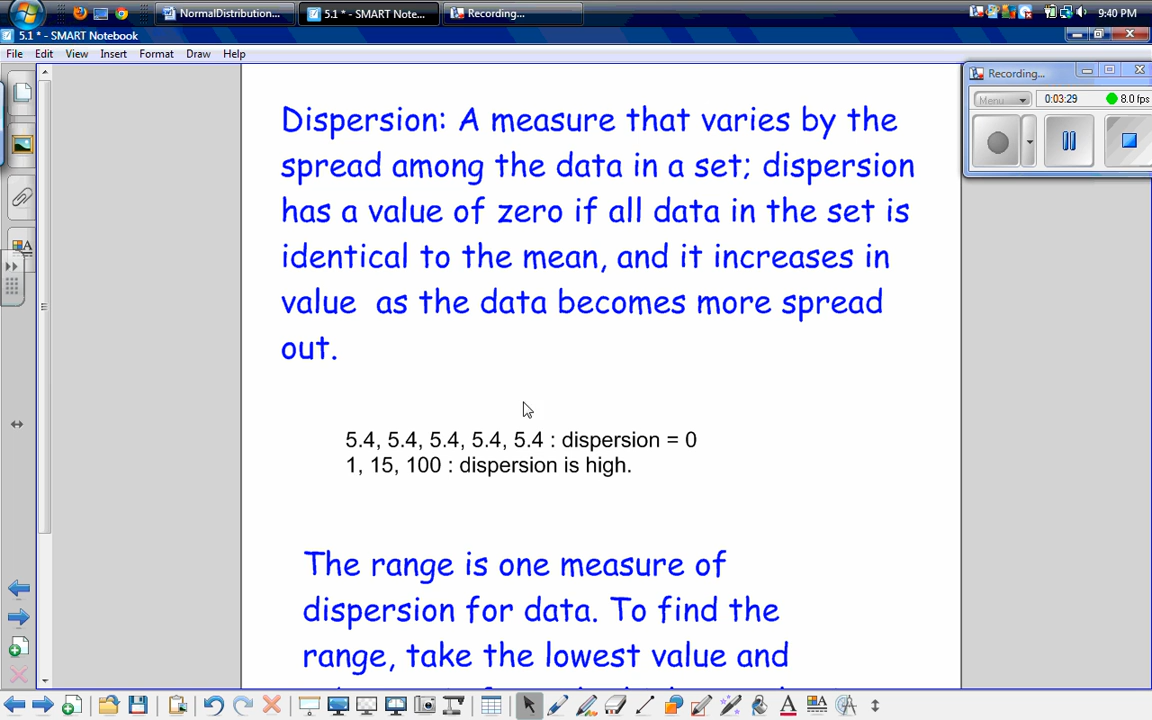 NormalDistribution...
5.1 * - SMART Note...
Recording...
9:40 PM
5.1 * - SMART Notebook
File Edit View Insert Format Draw Help
Recording...
Menu
0:03:29
8.0 fps
Dispersion: A measure that varies by the
spread among the data in a set; dispersion
has a value of zero if all data in the set is
identical to the mean, and it increases in
value as the data becomes more spread
out.
5.4, 5.4, 5.4, 5.4, 5.4 : dispersion = 0
1, 15, 100 : dispersion is high.
The range is one measure of
dispersion for data. To find the
range, take the lowest value and